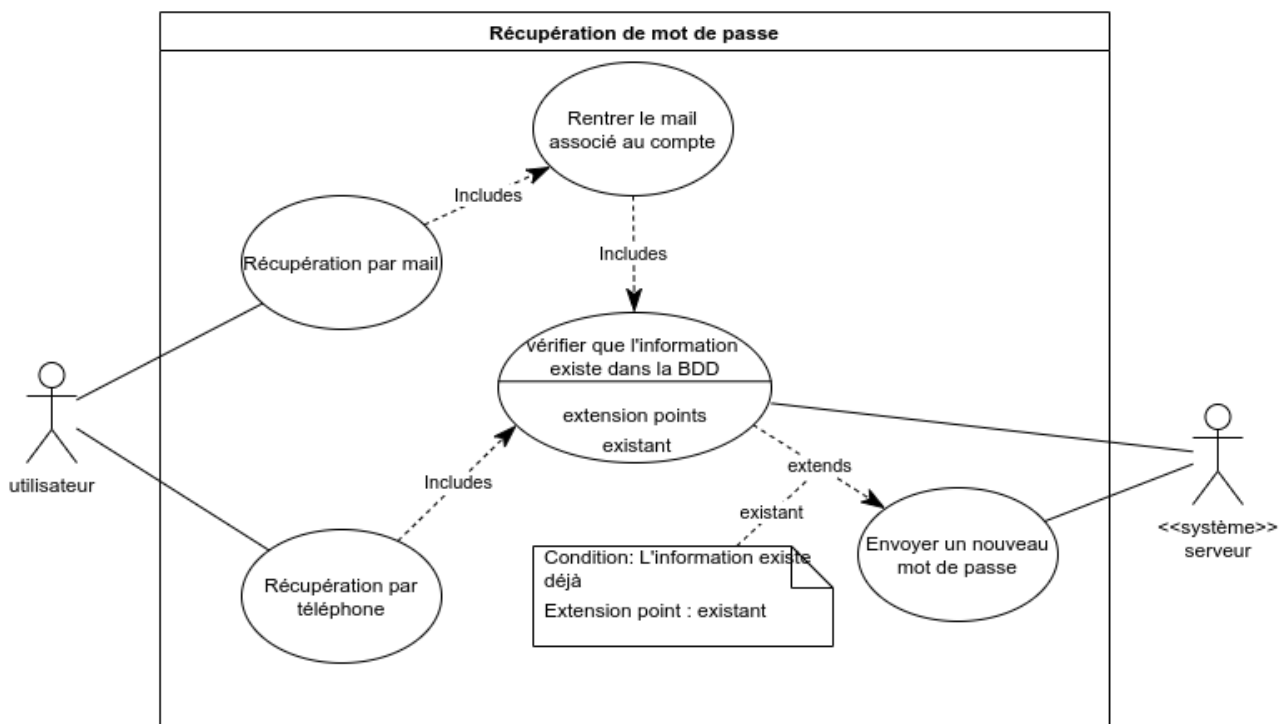 Récupération de mot de passe
Rentrer le mail
associé au compte
Includes
Récupération par mail
Includes
vérifier que l'information
existe dans la BDD
extension points
existant
utilisateur
Includes
extends
existant
<<système>>
serveur
Envoyer un nouveau
mot de passe
Condition: L'information existe
déjà
Extension point : existant
Récupération par
téléphone